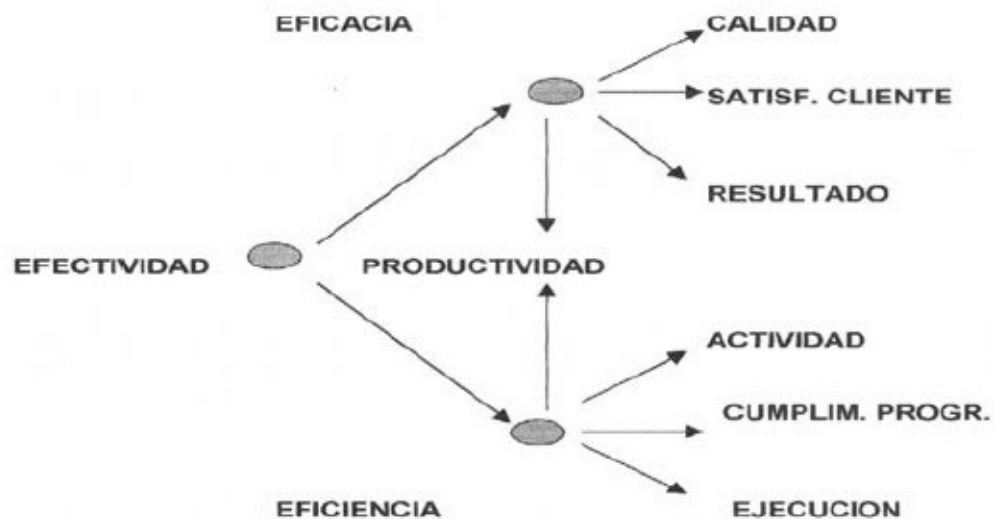 EFICACIA
CALIDAD
SATISF. CLIENTE
RESULTADO
EFECTIVIDAD
PRODUCTIVIDAD
ACTIVIDAD
CUMPLIM. PROGR.
EFICIENCIA
EJECUCION